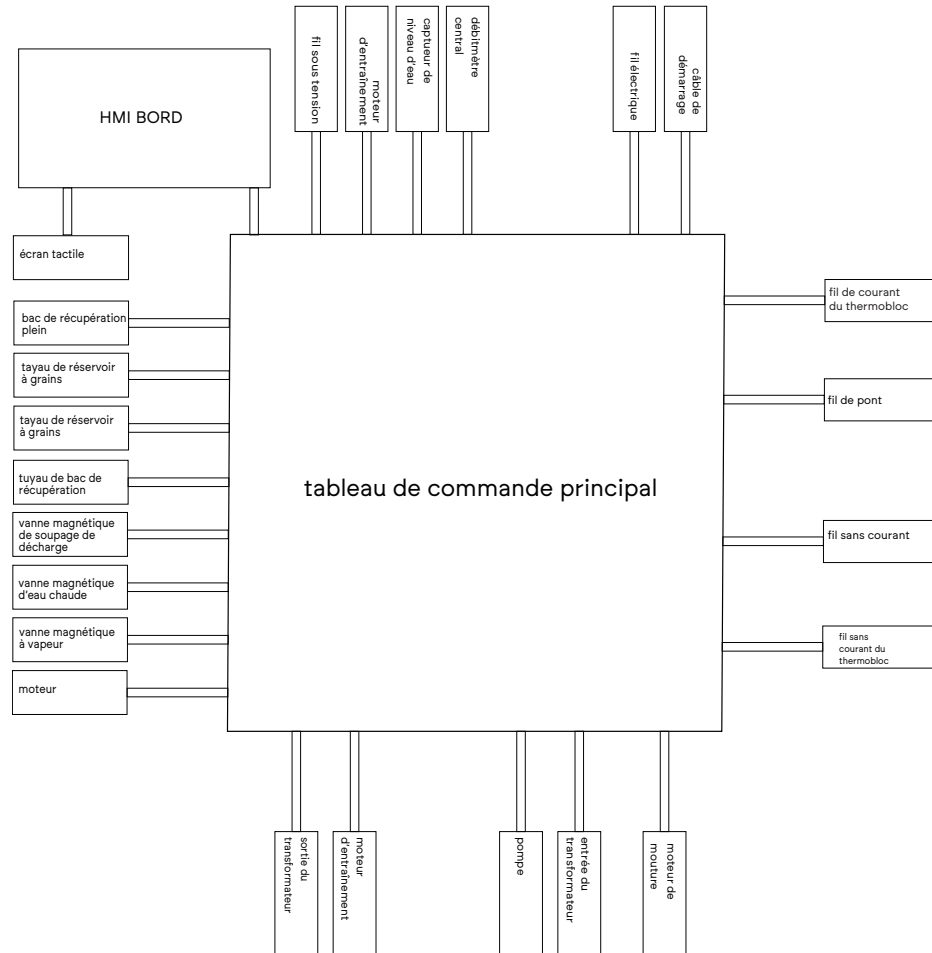 HMI BORD
fil sous tension
moteur
d'entraînement
captueur de
niveau d'eau
débitmètre
central
fil électrique
câble de
démarrage
écran tactile
bac de récupération
plein
tayau de réservoir
à grains
tayau de réservoir
à grains
tuyau de bac de
récupération
vanne magnétique
de soupage de
décharge
vanne magnétique
d'eau chaude
vanne magnétique
à vapeur
moteur
tableau de commande principal
fil de courant
du thermobloc
fil de pont
fil sans courant
fil sans
courant du
thermobloc
sortie du
transformateur
moteur
d'entraînement
pompe
entrée du
transformateur
moteur de
mouture